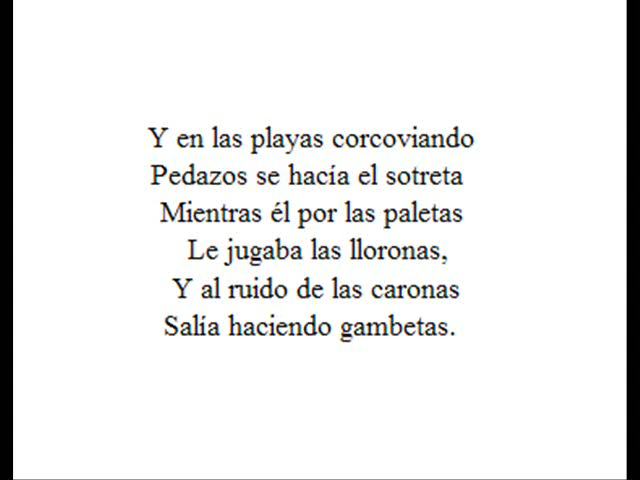 Y en las playas corcoviando
Pedazos se hacía el sotreta
Mientras él por las paletas
Le jugaba las lloronas,
Y al ruido de las caronas
Salía haciendo gambetas.